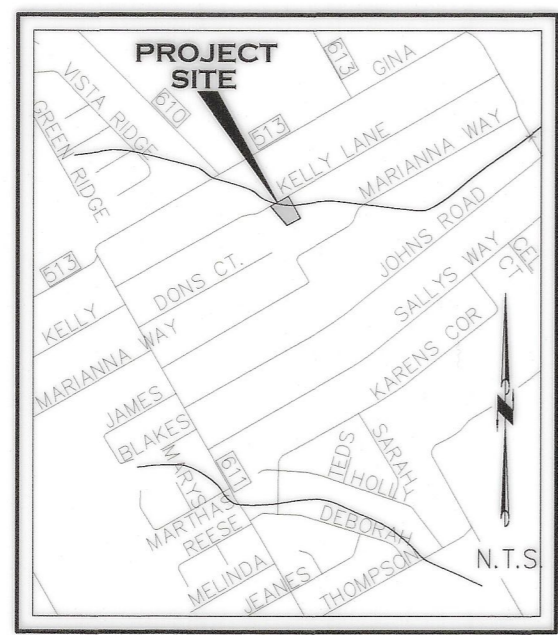 PROJECT
SITE
613
GINA
VISTA RIDGE
610
GREEN RIDGE
513
KELLY LANE
MARIANNA WAY
JOHNS ROAD
513
DONS CT.
SALLYS WAY
CEL
CT
KELLY
MARIANNA WAY
KARENS COR
JAMES
BLAKES
MARYS
611
TEDS
SARAH
HOLLY
MARTHAS
REESE
DEBORAH
MELINDA
JEANES
THOMPSON
N
N.T.S.